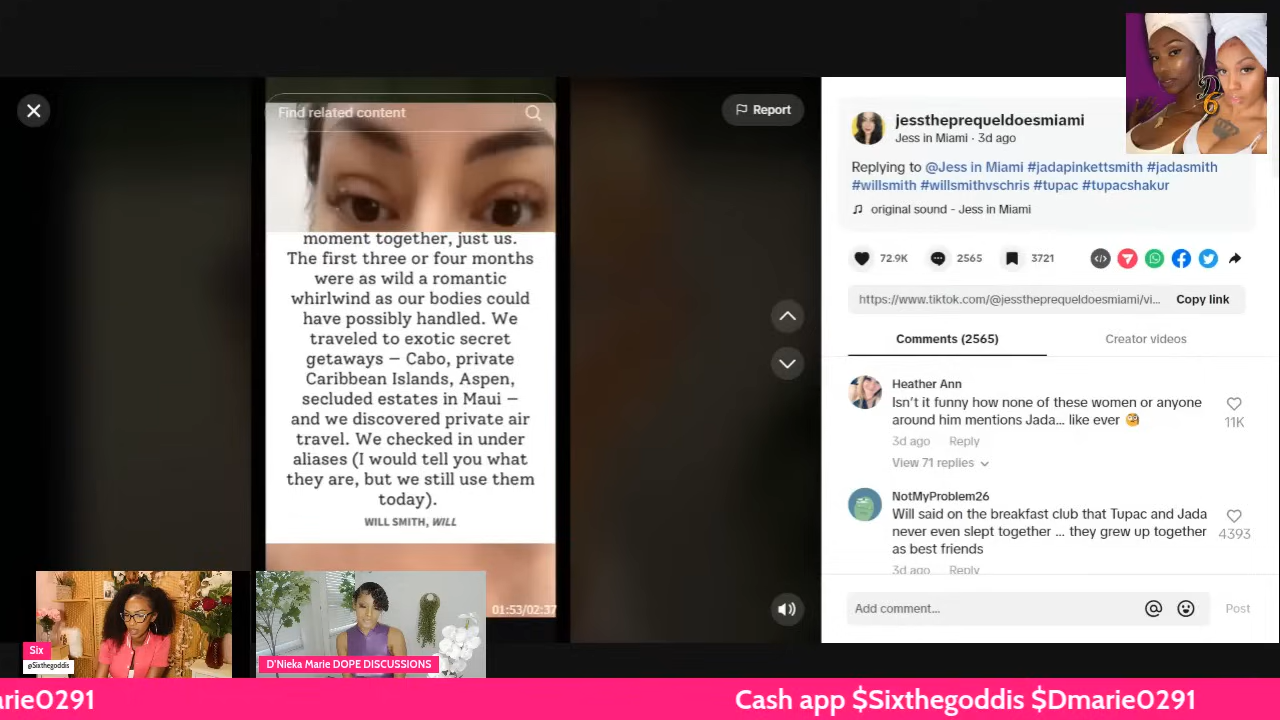 Find related content
Report
moment together, just us.
The first three or four months
were as wild a romantic
whirlwind as our bodies could
have possibly handled. We
traveled to exotic secret
getaways — Cabo, private
Caribbean Islands, Aspen,
secluded estates in Maui —
and we discovered private air
travel. We checked in under
aliases (I would tell you what
they are, but we still use them
today).
WILL SMITH, WILL
01:53/02:37
D
6
jesstheprequeldoesmiami
Jess in Miami · 3d ago
Replying to @Jess in Miami #jadapinkettsmith #jadasmith
#willsmith #willsmithvschris #tupac #tupacshakur
original sound - Jess in Miami
72.9K
2565
3721
https://www.tiktok.com/@jesstheprequeldoesmiami/vi...
Copy link
Comments (2565)
Creator videos
Heather Ann
Isn't it funny how none of these women or anyone
around him mentions Jada... like ever 🧐
11K
3d ago
Reply
View 71 replies
NotMyProblem26
Will said on the breakfast club that Tupac and Jada
never even slept together ... they grew up together
as best friends
4393
3d ago
Reply
Add comment...
@
Post
Six
@Sixthegoddis
D'Nieka Marie DOPE DISCUSSIONS
arie0291
Cash app $Sixthegoddis $Dmarie0291